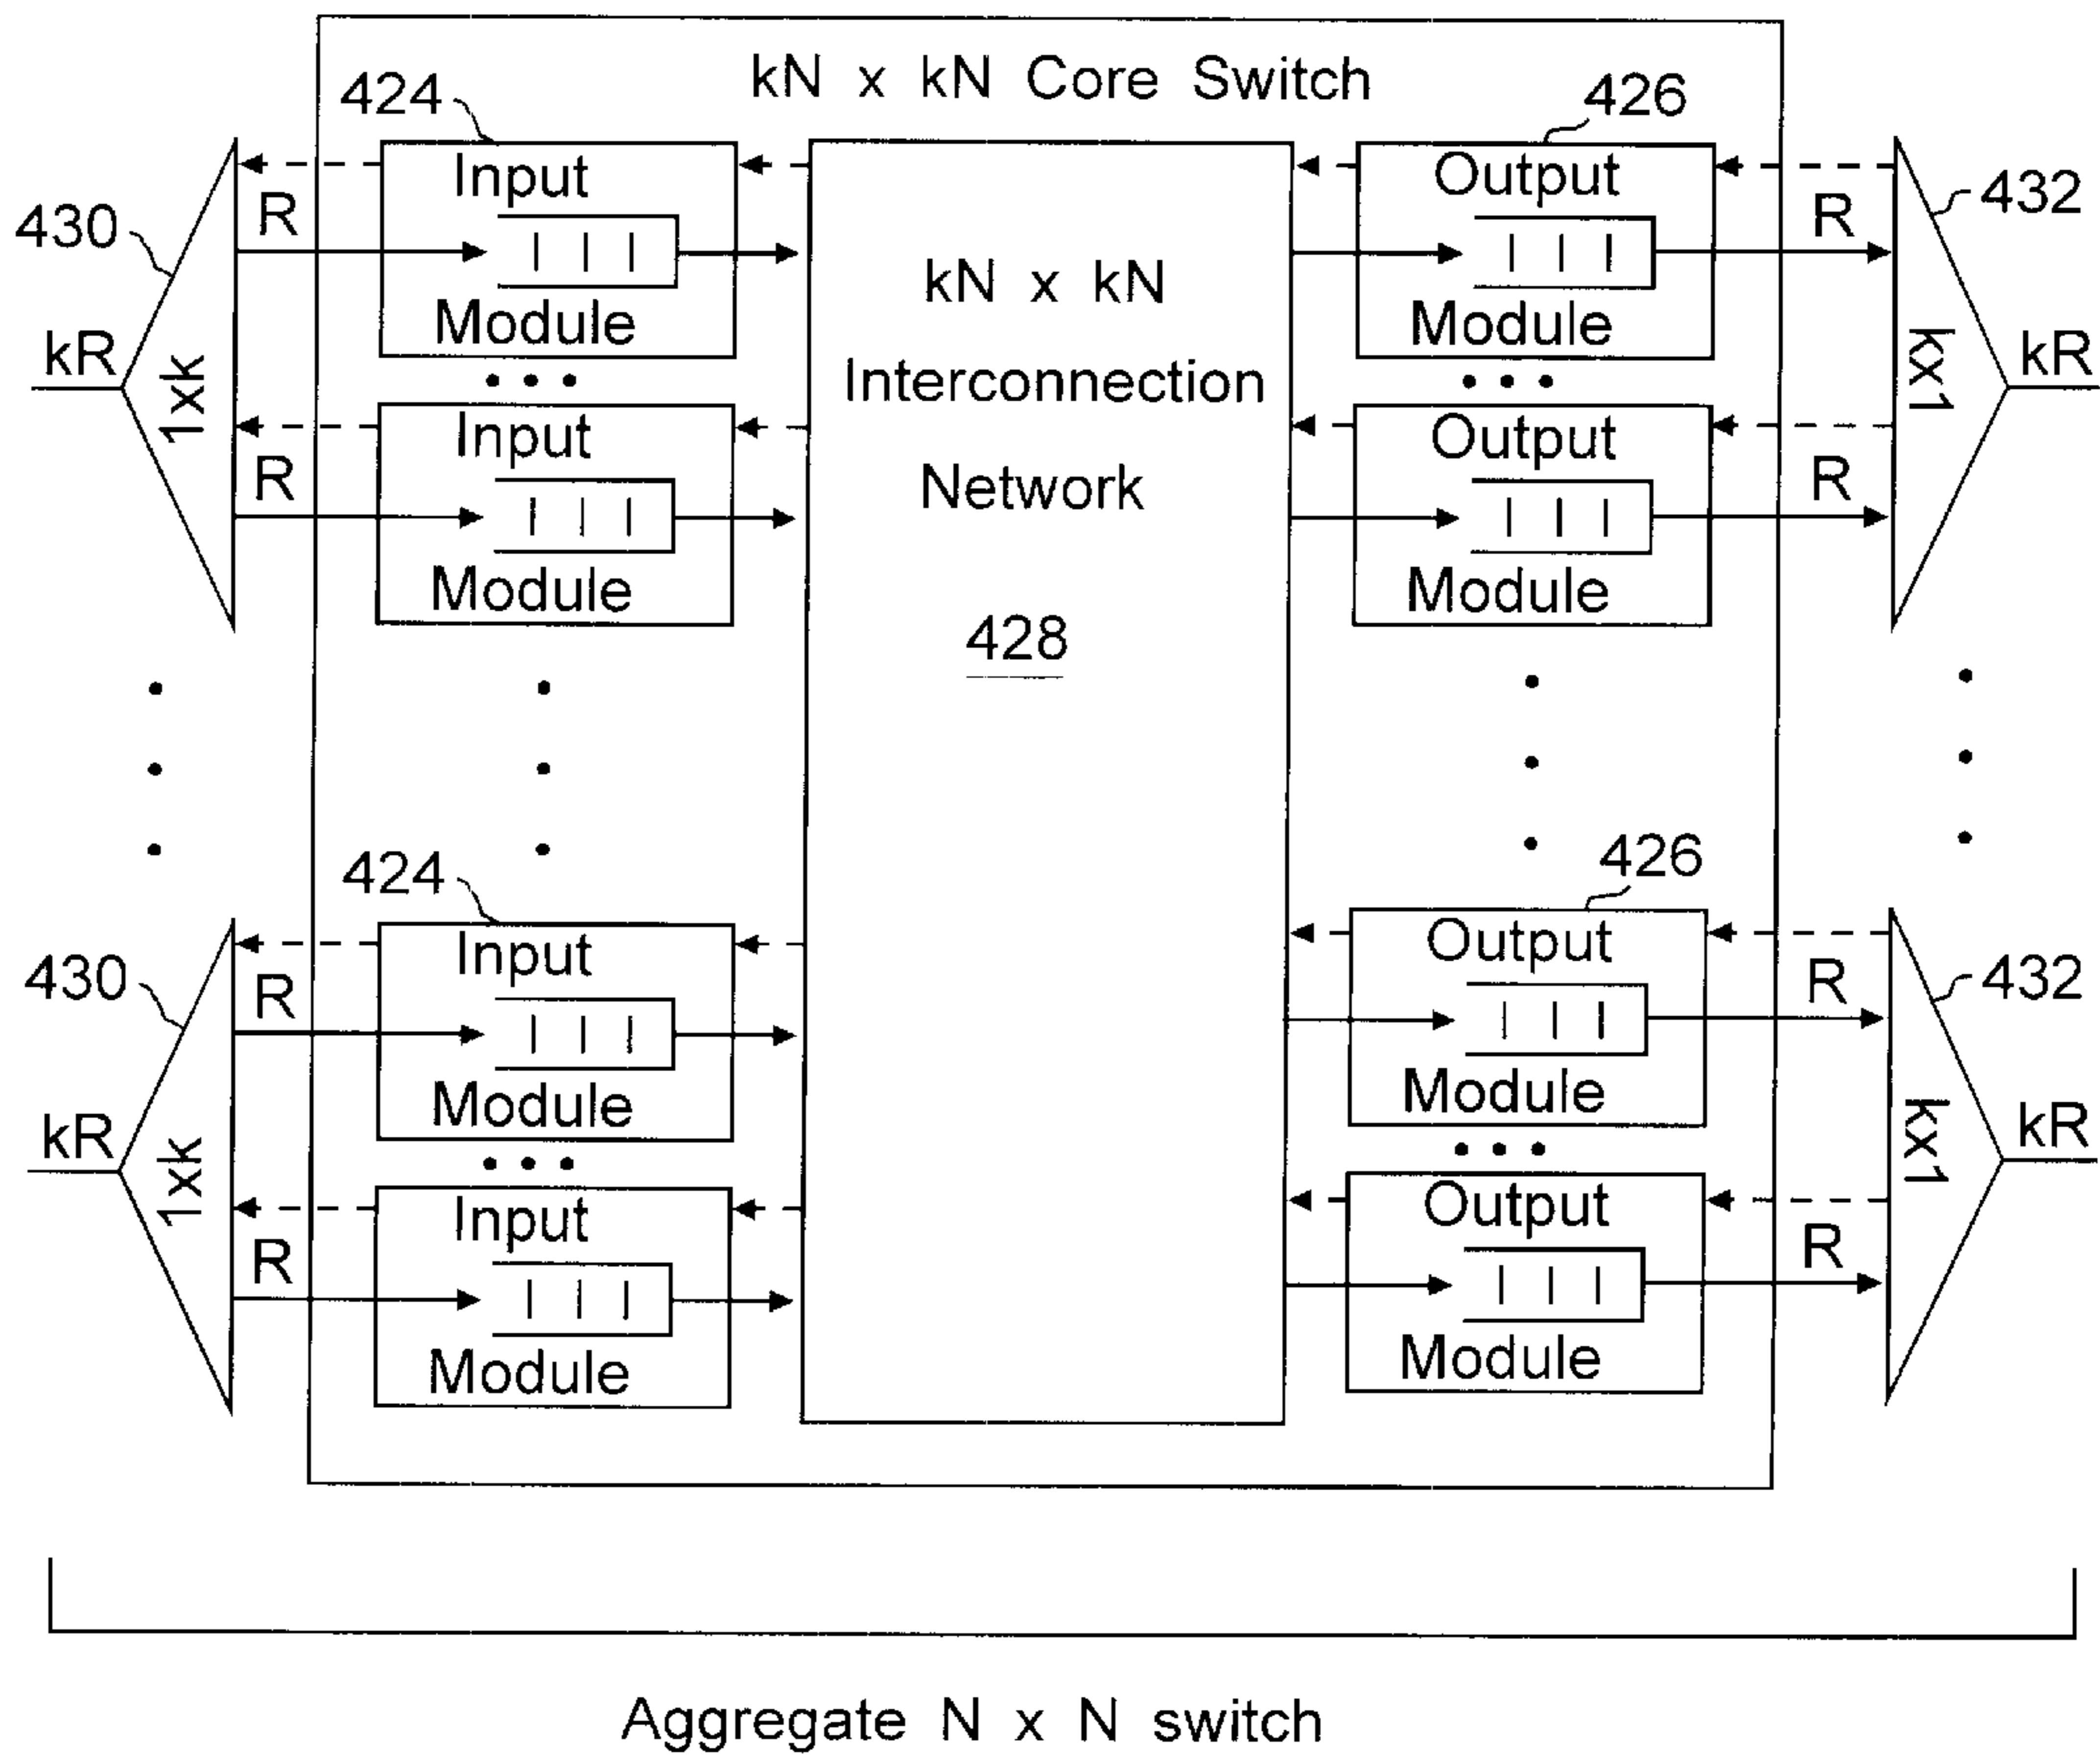 kN x kN Core Switch
424
426
Input
Module
Output
Module
430
R
R
432
kR
1xk
kx1
kR
kN x kN
Interconnection
Network
428
Input
Module
Output
Module
R
R
424
426
Input
Module
Output
Module
430
R
R
432
kR
1xk
kx1
kR
Input
Module
Output
Module
R
R
Aggregate N x N switch